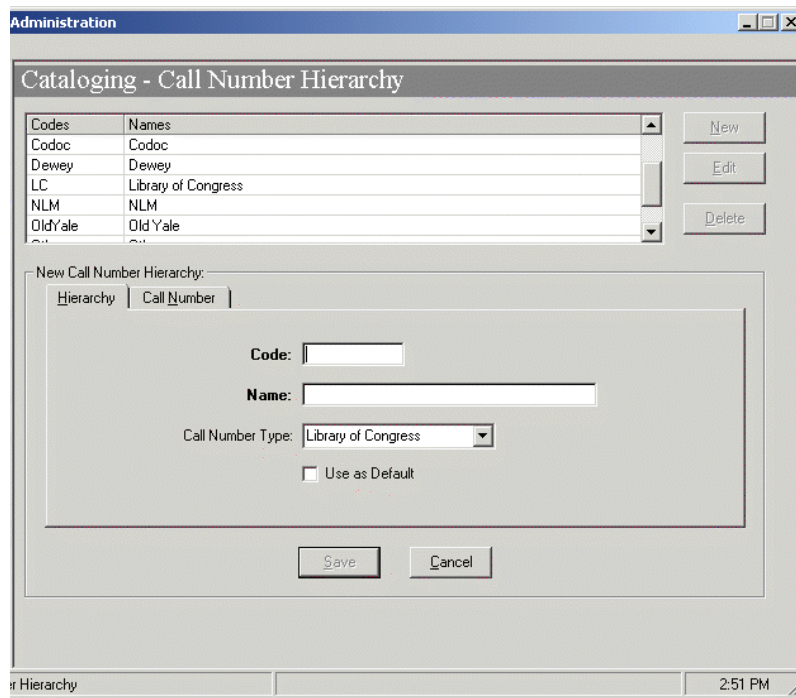 Administration
Cataloging - Call Number Hierarchy
Codes Names
Codoc Codoc
Dewey Dewey
LC Library of Congress
NLM NLM
OldYale Old Yale
New
Edit
Delete
New Call Number Hierarchy:
Hierarchy Call Number
Code:
Name:
Call Number Type: Library of Congress
Use as Default
Save Cancel
r Hierarchy 2:51 PM